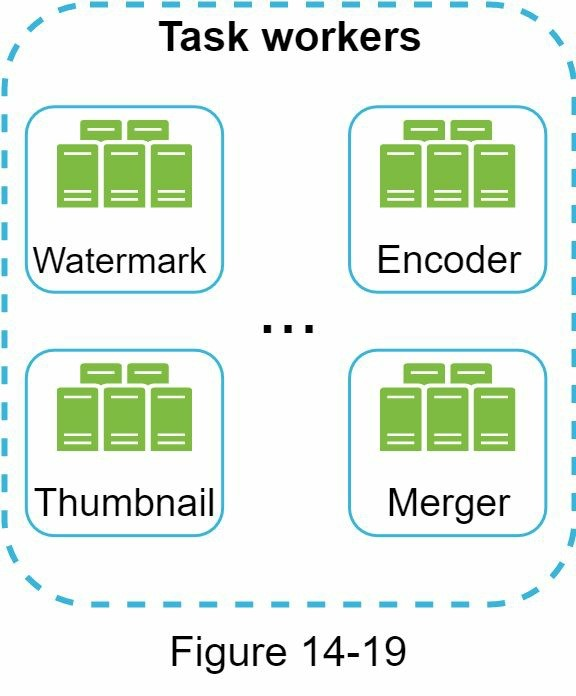 Task workers
Watermark
Encoder
...
Thumbnail
Merger
Figure 14-19